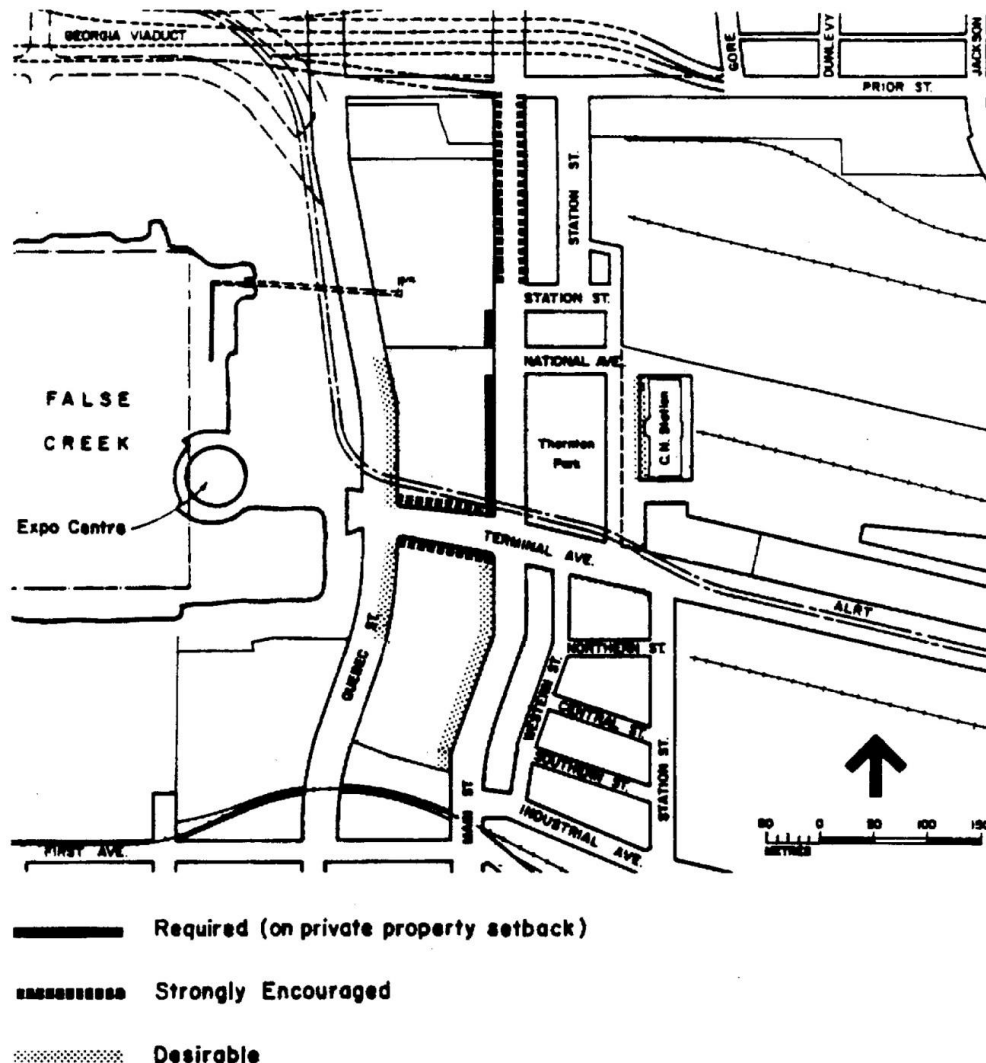 GEORGIA VIADUCT
GORE
DUNLEVY
JACKSON
PRIOR ST.
STATION ST.
STATION ST.
NATIONAL AVE.
FALSE
CREEK
Thornton
Park
C.N. Station
Expo Centre
TERMINAL AVE.
ALRT
QUEBEC ST.
NORTHERN ST.
WESTERN ST.
CENTRAL ST.
SOUTHERN ST.
STATION ST.
MAIN ST.
INDUSTRIAL AVE.
FIRST AVE.
50 0 50 100 150
METRES
Required (on private property setback)
Strongly Encouraged
Desirable